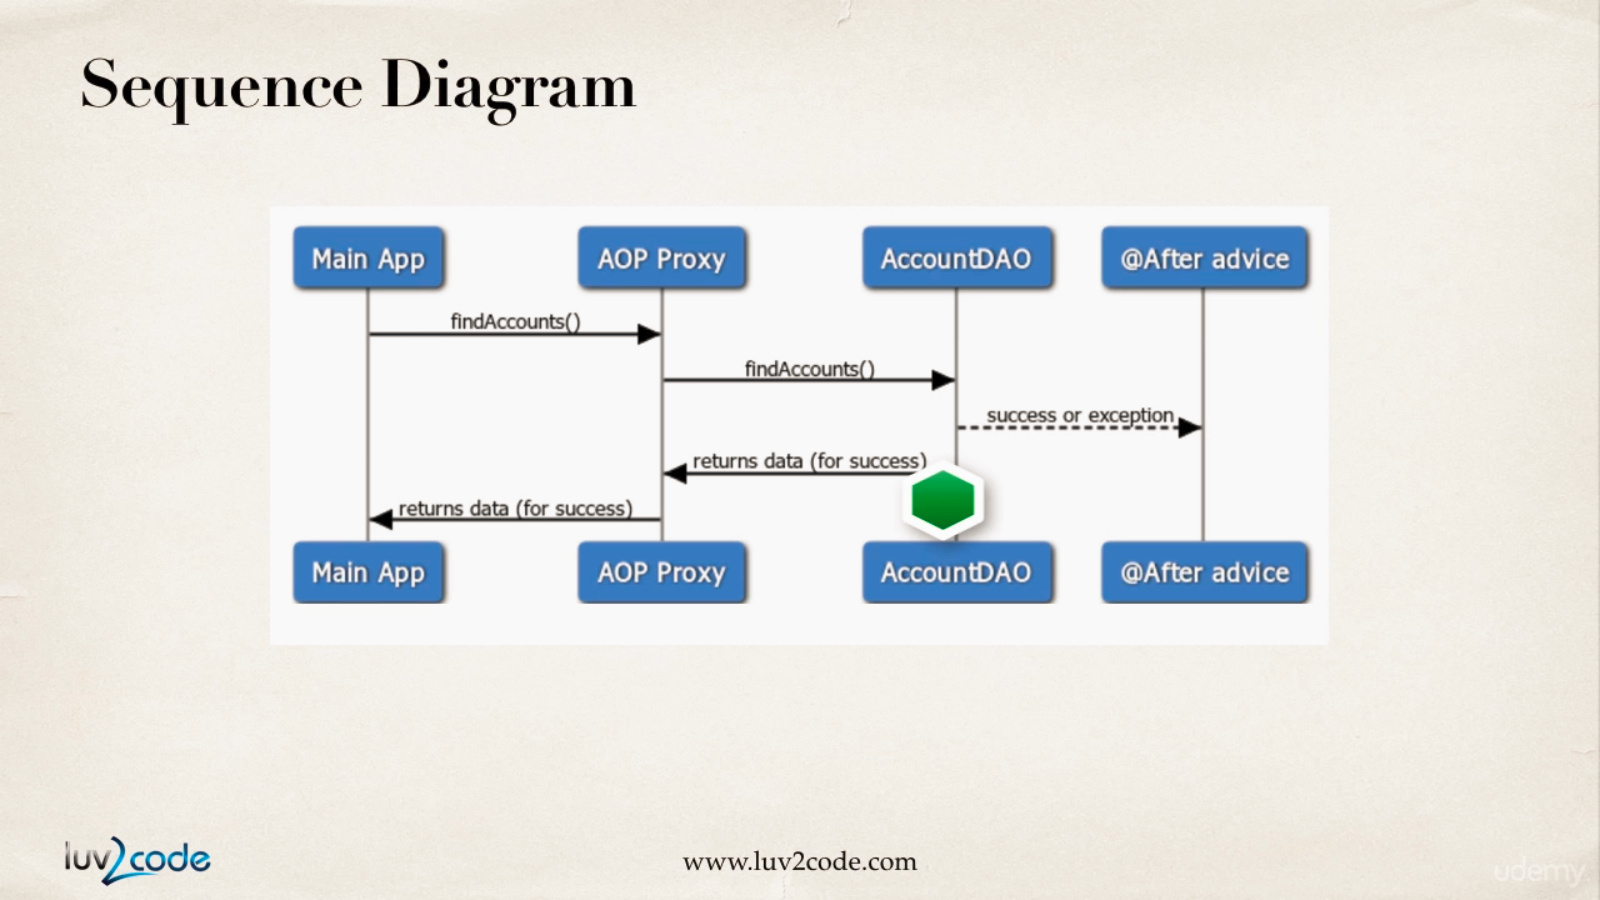 Sequence Diagram
Main App
AOP Proxy
AccountDAO
@After advice
findAccounts()
findAccounts()
success or exception
returns data (for success)
returns data (for success)
Main App
AOP Proxy
AccountDAO
@After advice
luv2code
www.luv2code.com
udemy